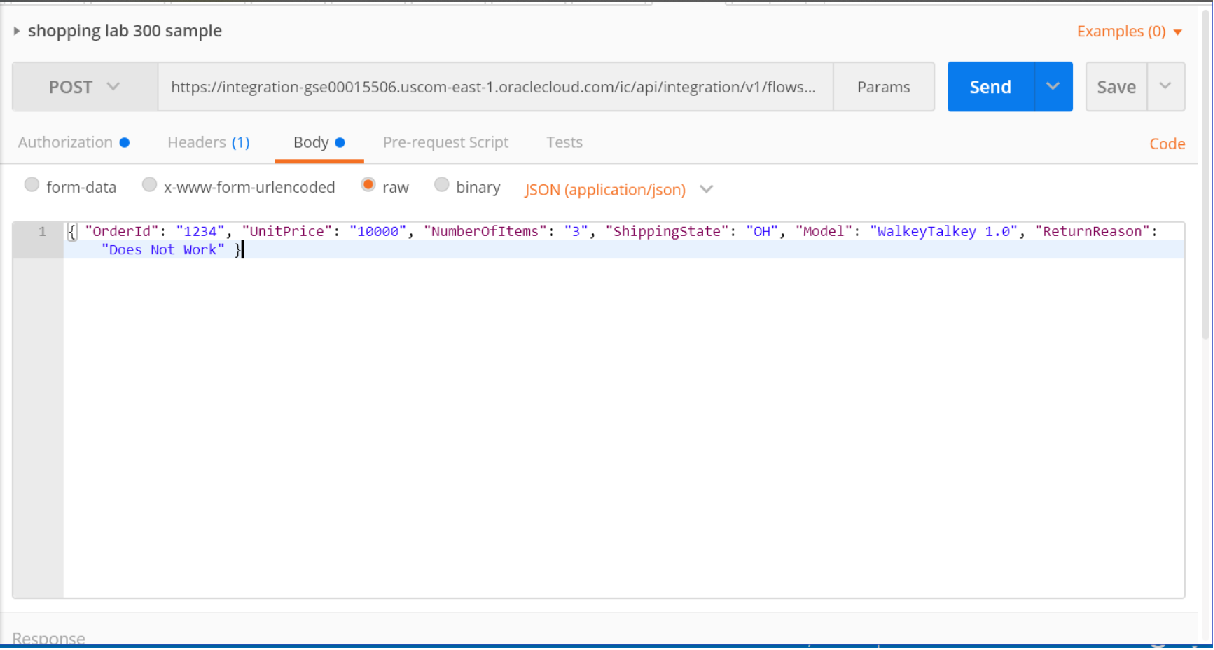 shopping lab 300 sample
Examples (0)
POST
https://integration-gse00015506.uscom-east-1.oraclecloud.com/ic/api/integration/v1/flows...
Params
Send
Save
Authorization
Headers (1)
Body
Pre-request Script
Tests
Code
form-data
x-www-form-urlencoded
raw
binary
JSON (application/json)
1
{ "OrderId": "1234", "UnitPrice": "10000", "NumberOfItems": "3", "ShippingState": "OH", "Model": "WalkeyTalkey 1.0", "ReturnReason":
"Does Not Work" }
Response